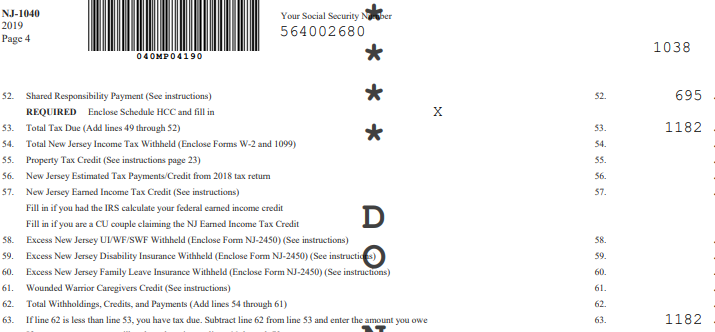 NJ-1040
2019
Page 4
040MP04190
Your Social Security Number
564002680
1038
52. Shared Responsibility Payment (See instructions) 52. 695 .
REQUIRED Enclose Schedule HCC and fill in X
53. Total Tax Due (Add lines 49 through 52) 53. 1182 .
54. Total New Jersey Income Tax Withheld (Enclose Forms W-2 and 1099) 54. .
55. Property Tax Credit (See instructions page 23) 55. .
56. New Jersey Estimated Tax Payments/Credit from 2018 tax return 56. .
57. New Jersey Earned Income Tax Credit (See instructions) 57. .
Fill in if you had the IRS calculate your federal earned income credit
Fill in if you are a CU couple claiming the NJ Earned Income Tax Credit
58. Excess New Jersey UI/WF/SWF Withheld (Enclose Form NJ-2450) (See instructions) 58. .
59. Excess New Jersey Disability Insurance Withheld (Enclose Form NJ-2450) (See instructions) 59. .
60. Excess New Jersey Family Leave Insurance Withheld (Enclose Form NJ-2450) (See instructions) 60. .
61. Wounded Warrior Caregivers Credit (See instructions) 61. .
62. Total Withholdings, Credits, and Payments (Add lines 54 through 61) 62. .
63. If line 62 is less than line 53, you have tax due. Subtract line 62 from line 53 and enter the amount you owe 63. 1182 .
*
*
*
*
D
O